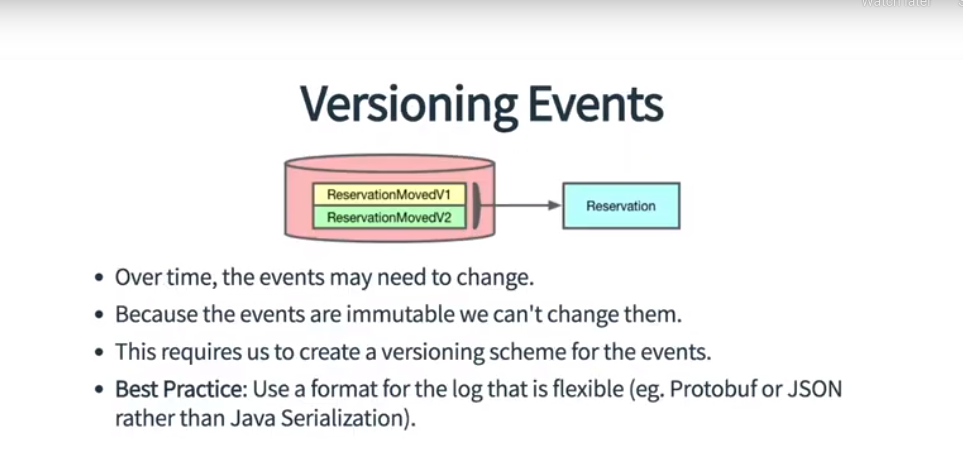 Watch later
Versioning Events
ReservationMovedV1
ReservationMovedV2
Reservation
• Over time, the events may need to change.
• Because the events are immutable we can't change them.
• This requires us to create a versioning scheme for the events.
• Best Practice: Use a format for the log that is flexible (eg. Protobuf or JSON
rather than Java Serialization).